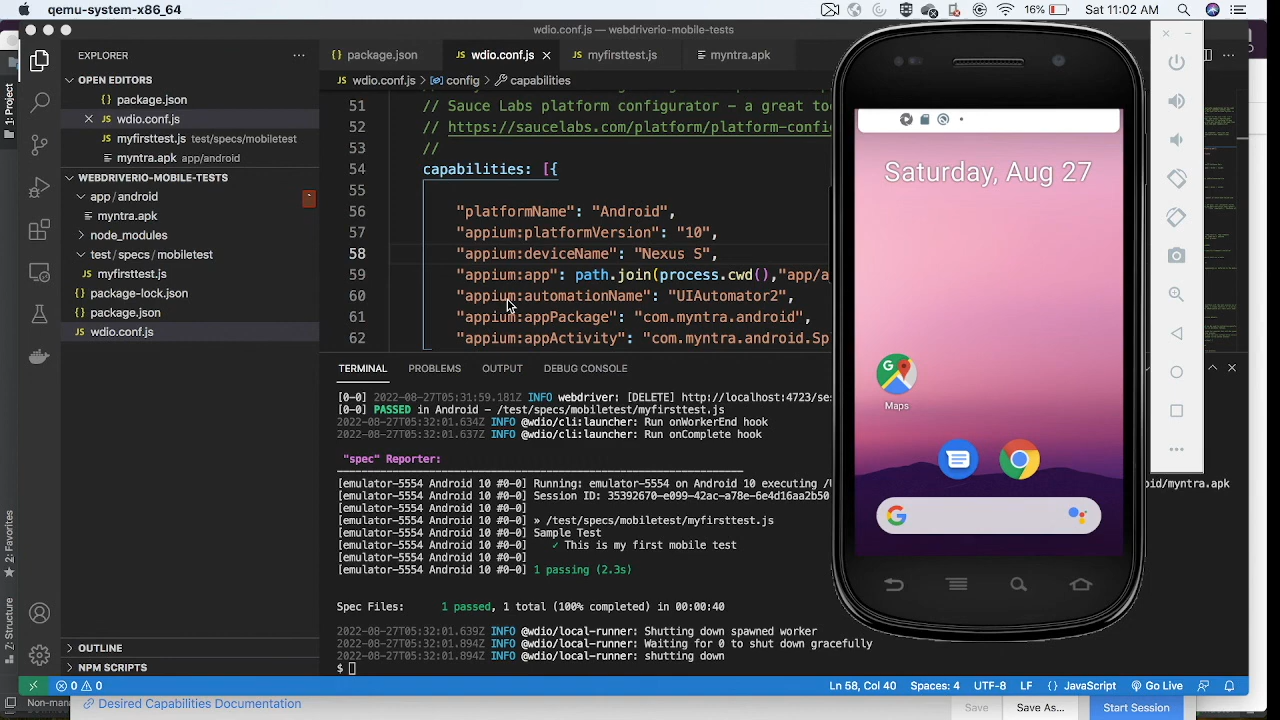 qemu-system-x86_64
16%
Sat 11:02 AM
wdio.conf.js — webdriverio-mobile-tests
EXPLORER
package.json
JS wdio.conf.js
JS myfirsttest.js
myntra.apk
OPEN EDITORS
JS wdio.conf.js > config > capabilities
package.json
JS wdio.conf.js
JS myfirsttest.js test/specs/mobiletest
myntra.apk app/android
WEBDRIVERIO-MOBILE-TESTS
app/android
myntra.apk
node_modules
test/specs/mobiletest
JS myfirsttest.js
package-lock.json
package.json
JS wdio.conf.js
OUTLINE
NPM SCRIPTS
1: Project
2: Favorites
Z: Structure
51
52 // https://saucelabs.com/platform/platform-config
53 //
54 capabilities: [{
55
56 "platformName": "Android",
57 "appium:platformVersion": "10",
58 "appium:deviceName": "Nexus S",
59 "appium:app": path.join(process.cwd(),"app/a
60 "appium:automationName": "UIAutomator2",
61 "appium:appPackage": "com.myntra.android",
62
// Sauce Labs platform configurator - a great too
TERMINAL
PROBLEMS
OUTPUT
DEBUG CONSOLE
[0-0] 2022-08-27T05:31:59.181Z INFO webdriver: [DELETE] http://localhost:4723/se
[0-0] PASSED in Android - /test/specs/mobiletest/myfirsttest.js
2022-08-27T05:32:01.634Z INFO @wdio/cli:launcher: Run onWorkerEnd hook
2022-08-27T05:32:01.637Z INFO @wdio/cli:launcher: Run onComplete hook
"spec" Reporter:
[emulator-5554 Android 10 #0-0] Running: emulator-5554 on Android 10 executing /
oid/myntra.apk
[emulator-5554 Android 10 #0-0] Session ID: 35392670-e099-42ac-a78e-6e4d16aa2b50
[emulator-5554 Android 10 #0-0]
[emulator-5554 Android 10 #0-0] » /test/specs/mobiletest/myfirsttest.js
[emulator-5554 Android 10 #0-0] Sample Test
[emulator-5554 Android 10 #0-0] ✓ This is my first mobile test
[emulator-5554 Android 10 #0-0]
[emulator-5554 Android 10 #0-0] 1 passing (2.3s)
Spec Files: 1 passed, 1 total (100% completed) in 00:00:40
2022-08-27T05:32:01.639Z INFO @wdio/local-runner: Shutting down spawned worker
2022-08-27T05:32:01.894Z INFO @wdio/local-runner: Waiting for 0 to shut down gracefully
2022-08-27T05:32:01.894Z INFO @wdio/local-runner: shutting down
$
Saturday, Aug 27
Maps
0 0
Ln 58, Col 40
Spaces: 4
UTF-8
LF
{} JavaScript
Go Live
Desired Capabilities Documentation
Save
Save As...
Start Session